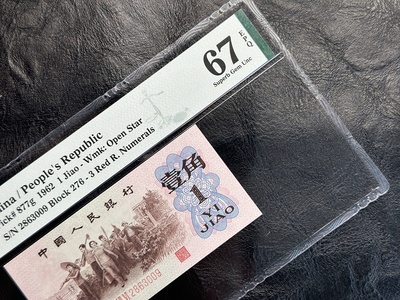 67
EPQ
Superb Gem Unc
China / People's Republic
Pick# 877g 1962 1 Jiao - Wmk: Open Star
S/N 2863009 Block 276 - 3 Red R. Numerals
中國人民銀行
壹角
1
YI
JIAO
2863009